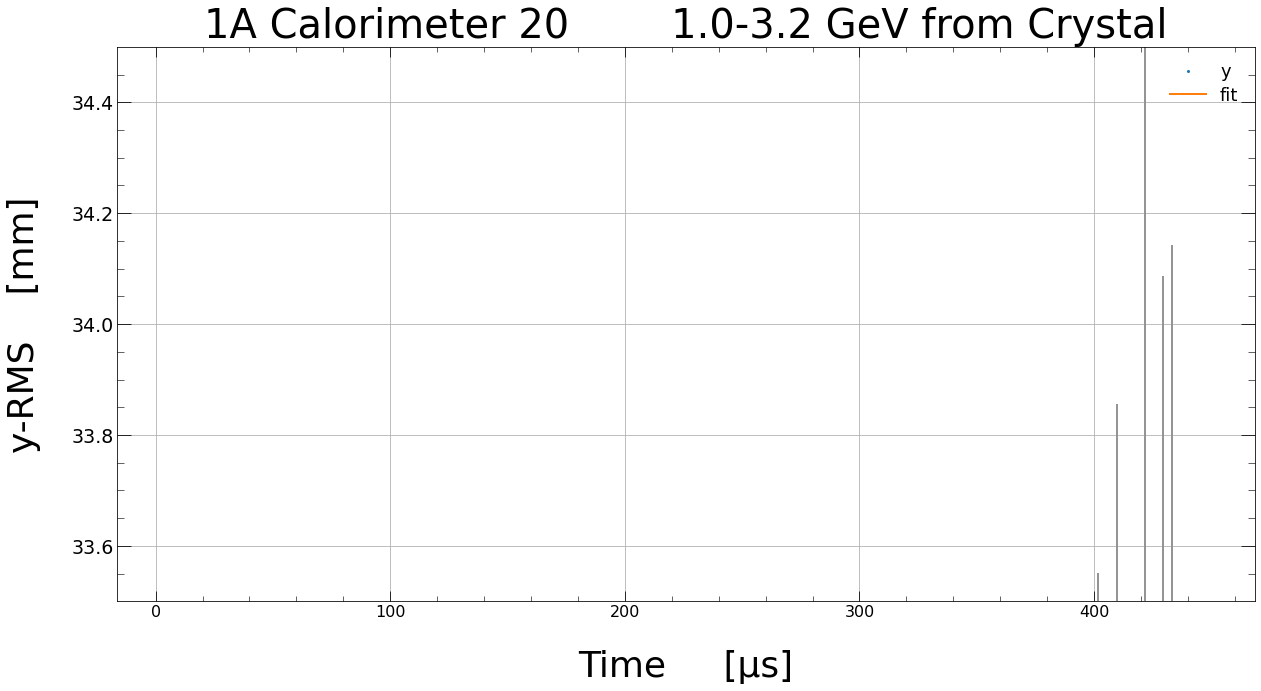 1A Calorimeter 20 1.0-3.2 GeV from Crystal
y
fit
34.4
34.2
34.0
33.8
33.6
y-RMS [mm]
0 100 200 300 400
Time [μs]